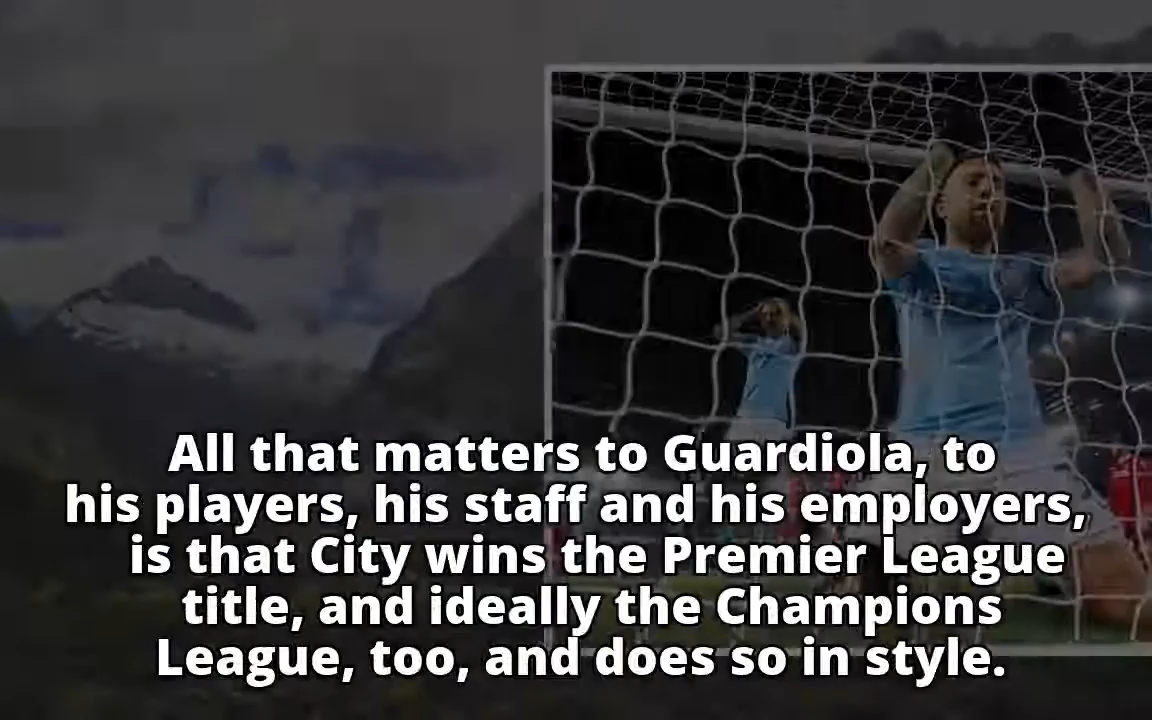 All that matters to Guardiola, to
his players, his staff and his employers,
is that City wins the Premier League
title, and ideally the Champions
League, too, and does so in style.